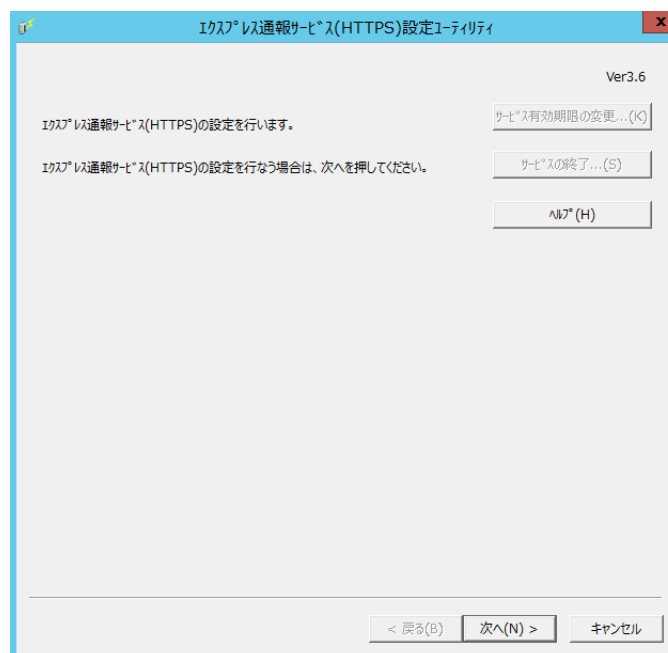 エクスプレス通報サービス(HTTPS)設定ユーティリティ
x
Ver3.6
サービス有効期限の変更...(K)
エクスプレス通報サービス(HTTPS)の設定を行います。
エクスプレス通報サービス(HTTPS)の設定を行なう場合は、次へを押してください。
サービスの終了...(S)
ヘルプ(H)
< 戻る(B)
次へ(N) >
キャンセル